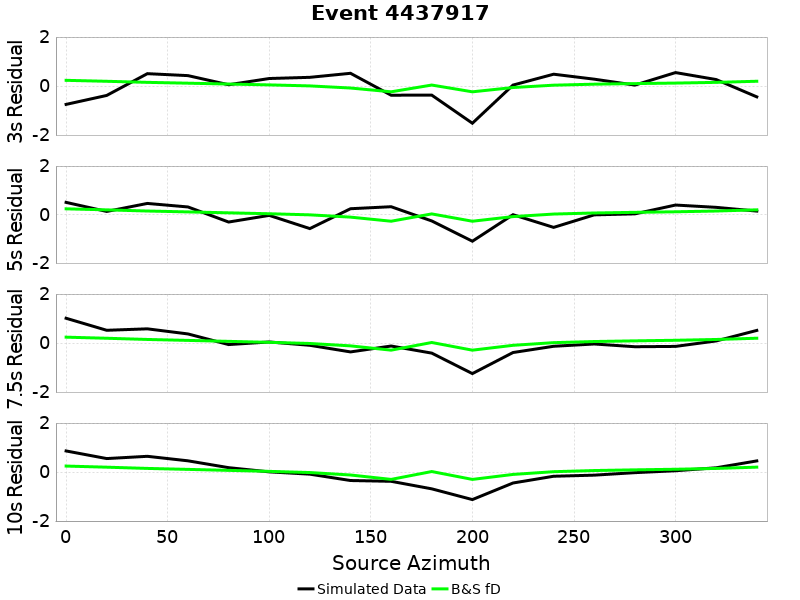 Event 4437917
3s Residual
2
0
-2
5s Residual
2
0
-2
7.5s Residual
2
0
-2
10s Residual
2
0
-2
0 50 100 150 200 250 300
Source Azimuth
Simulated Data B&S fD